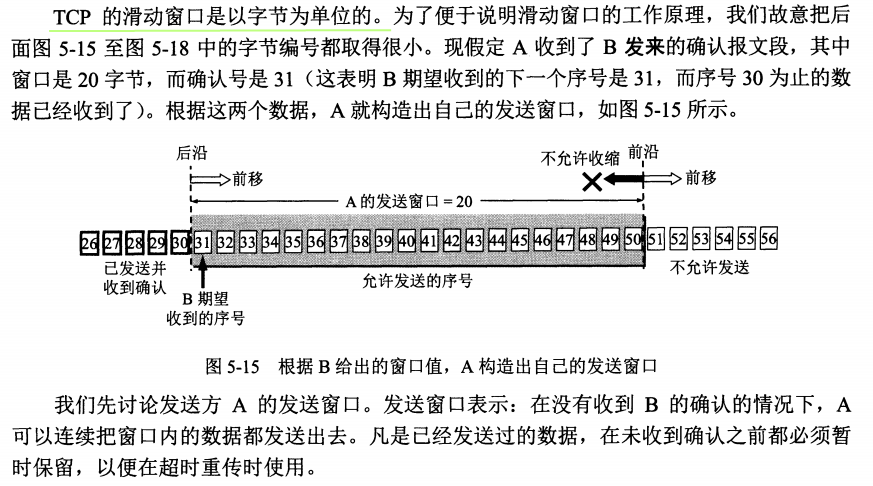 TCP 的滑动窗口是以字节为单位的。为了便于说明滑动窗口的工作原理，我们故意把后
面图 5-15 至图 5-18 中的字节编号都取得很小。现假定 A 收到了 B 发来的确认报文段，其中
窗口是 20 字节，而确认号是 31（这表明 B 期望收到的下一个序号是 31，而序号 30 为止的数
据已经收到了）。根据这两个数据，A 就构造出自己的发送窗口，如图 5-15 所示。
后沿 不允许收缩 前沿
前移 前移
A 的发送窗口 = 20
26 27 28 29 30 31 32 33 34 35 36 37 38 39 40 41 42 43 44 45 46 47 48 49 50 51 52 53 54 55 56
已发送并 允许发送的序号 不允许发送
收到确认
B 期望
收到的序号
图 5-15 根据 B 给出的窗口值，A 构造出自己的发送窗口
我们先讨论发送方 A 的发送窗口。发送窗口表示：在没有收到 B 的确认的情况下，A
可以连续把窗口内的数据都发送出去。凡是已经发送过的数据，在未收到确认之前都必须暂
时保留，以便在超时重传时使用。